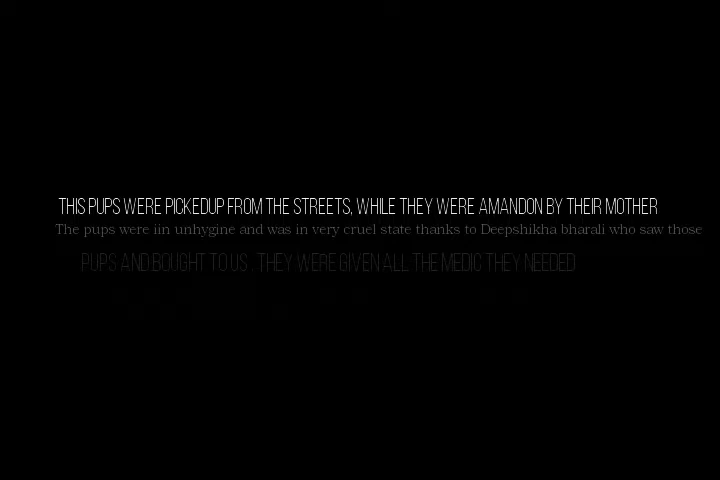 THIS PUPS WERE PICKEDUP FROM THE STREETS, WHILE THEY WERE AMANDON BY THEIR MOTHER
The pups were iin unhygine and was in very cruel state thanks to Deepshikha bharali who saw those
PUPS AND BOUGHT TO US . THEY WERE GIVEN ALL THE MEDIC THEY NEEDED